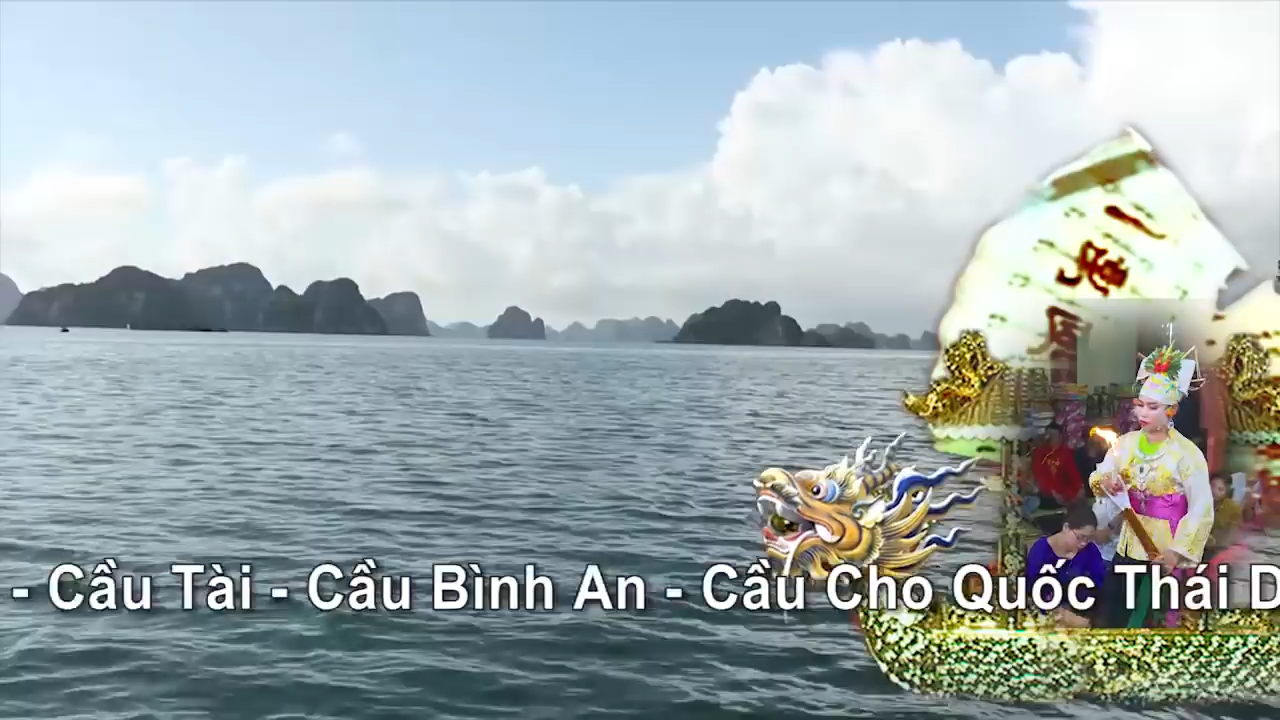 - Cầu Tài - Cầu Bình An - Cầu Cho Quốc Thái D